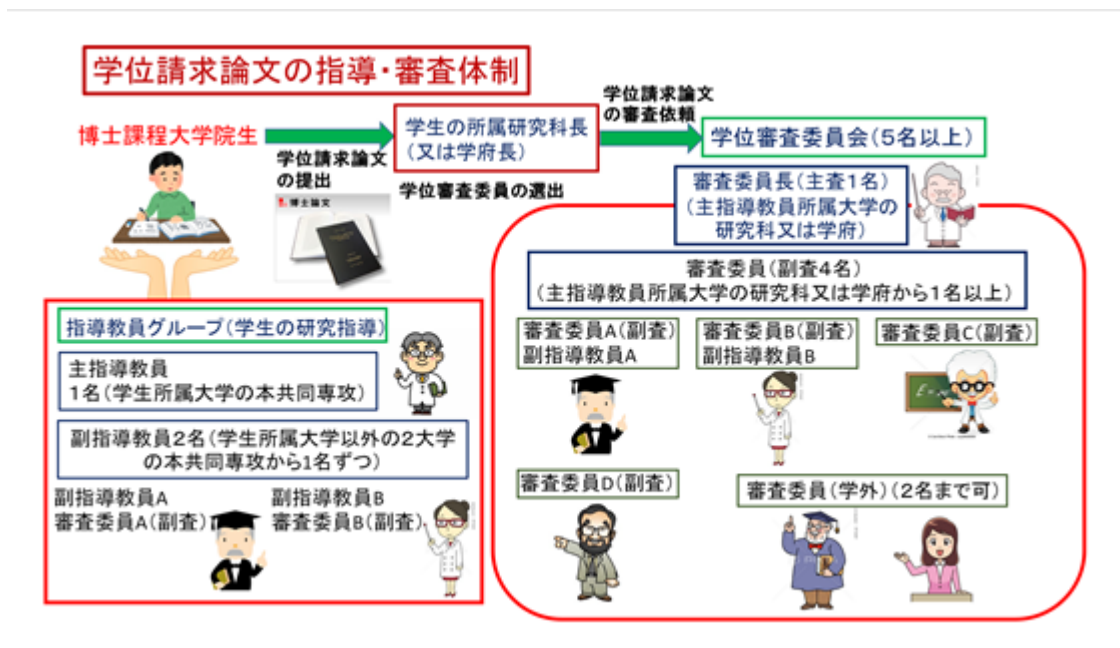 学位請求論文の指導・審査体制
博士課程大学院生
学位請求論文
の提出
博士論文
学生の所属研究科長
(又は学府長)
学位審査委員の選出
学位請求論文
の審査依頼
学位審査委員会(5名以上)
審査委員長(主査1名)
(主指導教員所属大学の
研究科又は学府)
審査委員(副査4名)
(主指導教員所属大学の研究科又は学府から1名以上)
審査委員A(副査)
副指導教員A
審査委員B(副査)
副指導教員B
審査委員C(副査)
審査委員D(副査)
審査委員(学外)(2名まで可)
指導教員グループ(学生の研究指導)
主指導教員
1名(学生所属大学の本共同専攻)
副指導教員2名(学生所属大学以外の2大学
の本共同専攻から1名ずつ)
副指導教員A
審査委員A(副査)
副指導教員B
審査委員B(副査)